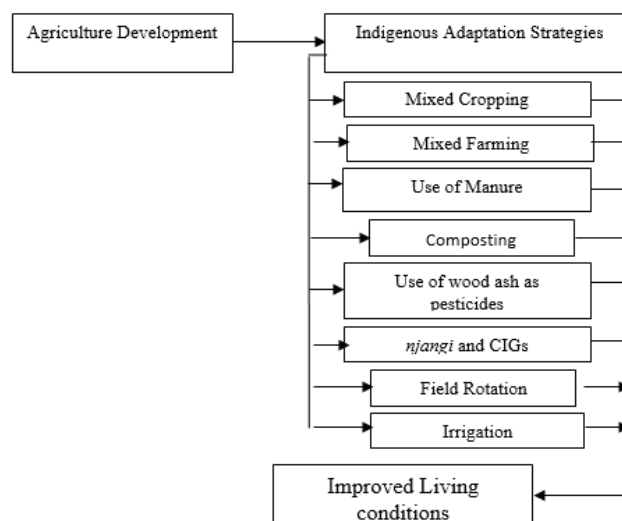 Agriculture Development
Indigenous Adaptation Strategies
Mixed Cropping
Mixed Farming
Use of Manure
Composting
Use of wood ash as
pesticides
njangi and CIGs
Field Rotation
Irrigation
Improved Living
conditions